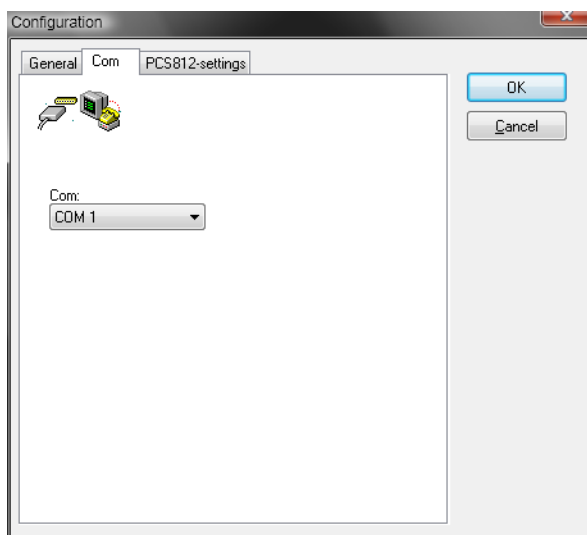 Configuration
General Com PCS812-settings
OK
Cancel
Com:
COM 1